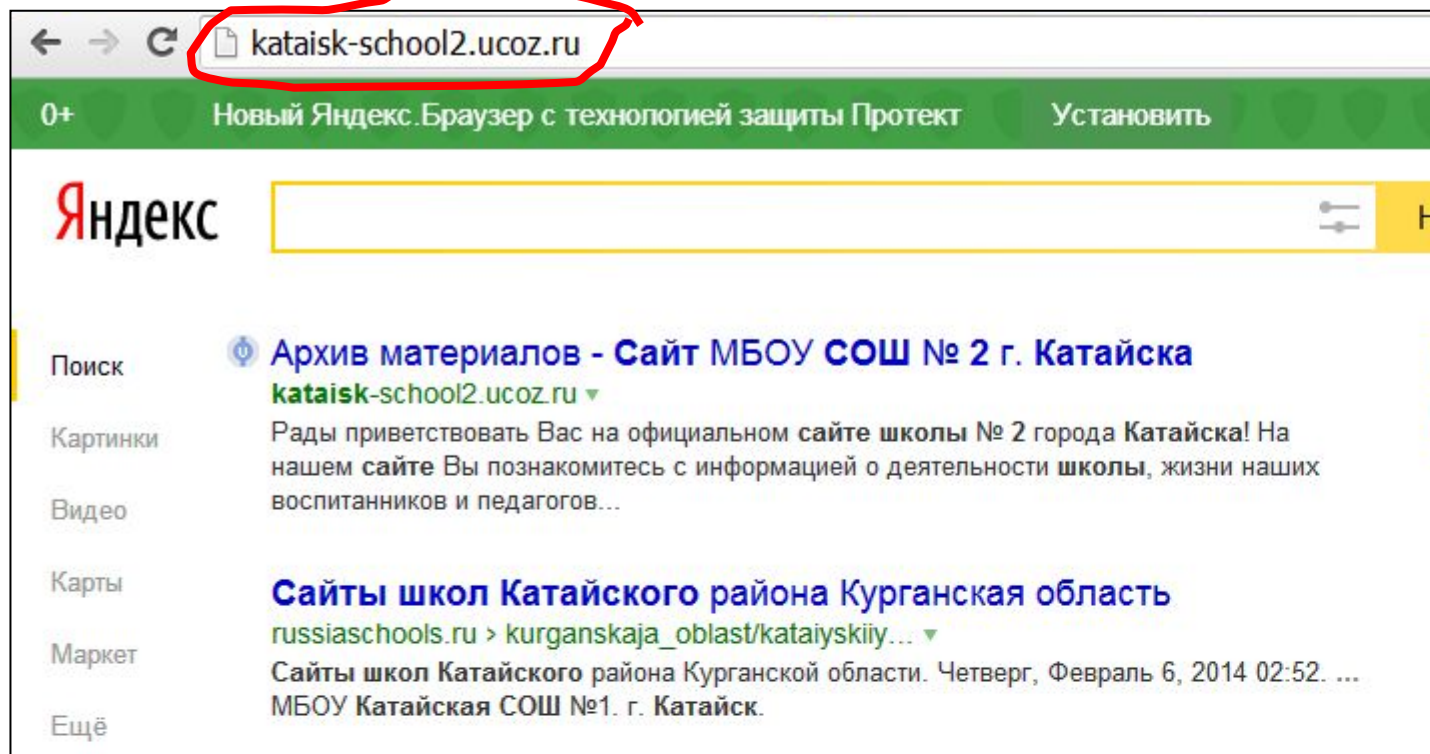 kataisk-school2.ucoz.ru
0+ Новый Яндекс.Браузер с технологией защиты Протект Установить
Яндекс Н
Поиск
Картинки
Видео
Карты
Маркет
Ещё
Архив материалов - Сайт МБОУ СОШ № 2 г. Катайска
kataisk-school2.ucoz.ru
Рады приветствовать Вас на официальном сайте школы № 2 города Катайска! На
нашем сайте Вы познакомитесь с информацией о деятельности школы, жизни наших
воспитанников и педагогов...
Сайты школ Катайского района Курганская область
russiaschools.ru › kurganskaja_oblast/kataiyskiiy...
Сайты школ Катайского района Курганской области. Четверг, Февраль 6, 2014 02:52. ...
МБОУ Катайская СОШ №1. г. Катайск.